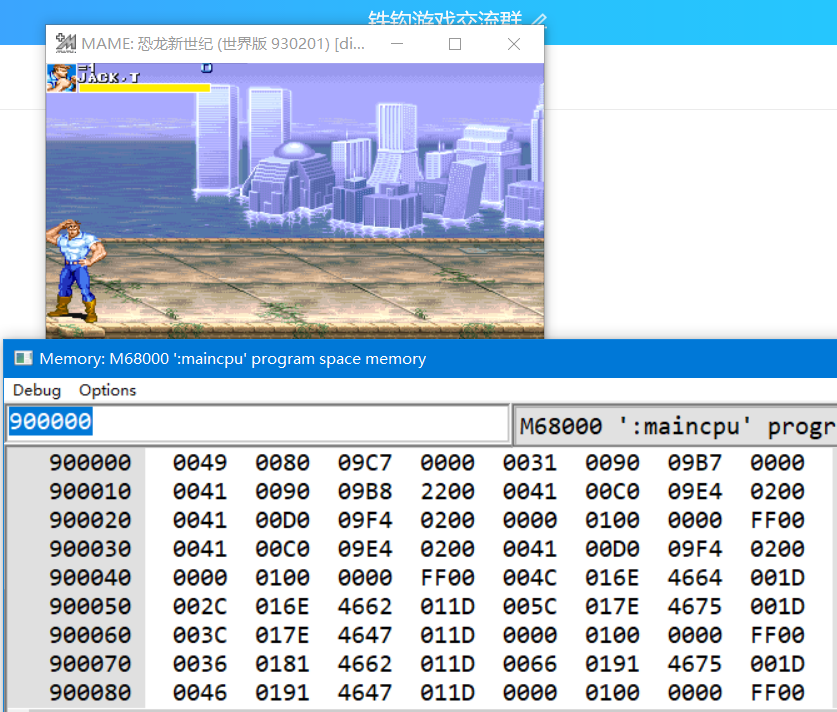 铁钩游戏交流群
MAME: 恐龙新世纪 (世界版 930201) [di...
=1
JACK.T
Memory: M68000 ':maincpu' program space memory
Debug Options
900000
M68000 ':maincpu' progr
900000 0049 0080 09C7 0000 0031 0090 09B7 0000
900010 0041 0090 09B8 2200 0041 00C0 09E4 0200
900020 0041 00D0 09F4 0200 0000 0100 0000 FF00
900030 0041 00C0 09E4 0200 0041 00D0 09F4 0200
900040 0000 0100 0000 FF00 004C 016E 4664 001D
900050 002C 016E 4662 011D 005C 017E 4675 001D
900060 003C 017E 4647 011D 0000 0100 0000 FF00
900070 0036 0181 4662 011D 0066 0191 4675 001D
900080 0046 0191 4647 011D 0000 0100 0000 FF00